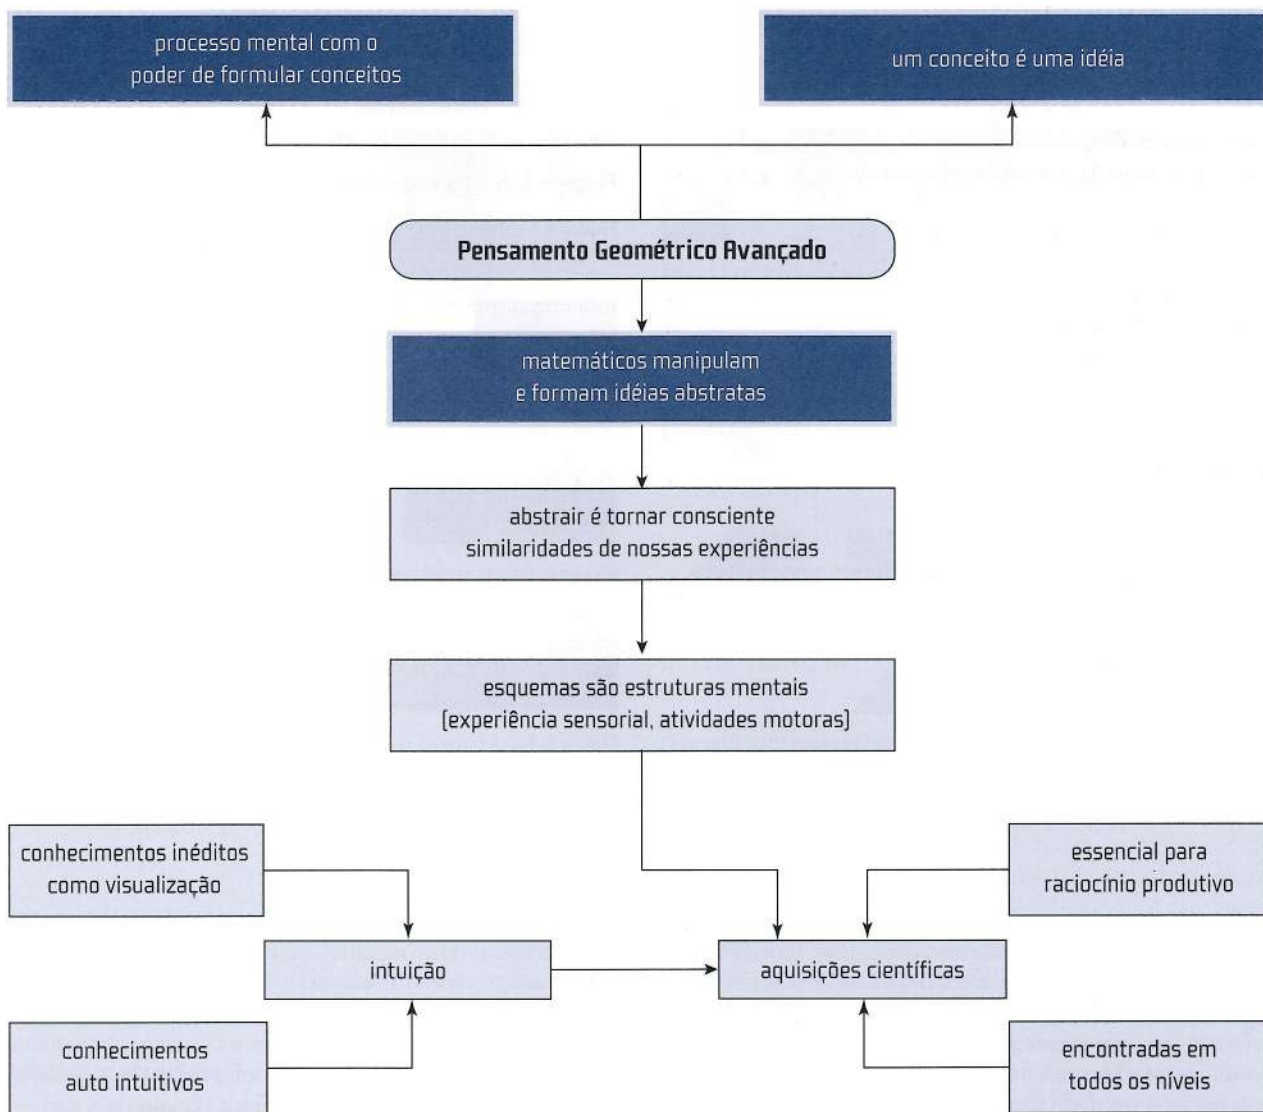 processo mental com o
poder de formular conceitos
um conceito é uma idéia
Pensamento Geométrico Avançado
matemáticos manipulam
e formam idéias abstratas
abstrair é tornar consciente
similaridades de nossas experiências
esquemas são estruturas mentais
(experiência sensorial, atividades motoras)
conhecimentos inéditos
como visualização
essencial para
raciocínio produtivo
intuição
aquisições científicas
conhecimentos
auto intuitivos
encontradas em
todos os níveis